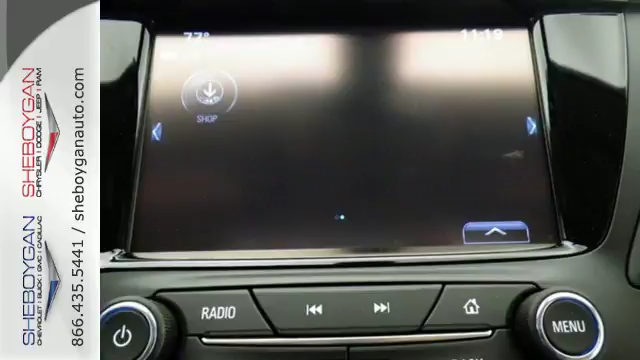 77°
11:19
SHOP
RADIO
MENU
SHEBOYGAN
CHRYSLER | DODGE | JEEP | RAM
SHEBOYGAN
CHEVROLET • BUICK • GMC • CADILLAC
866.435.5441 / sheboyganauto.com